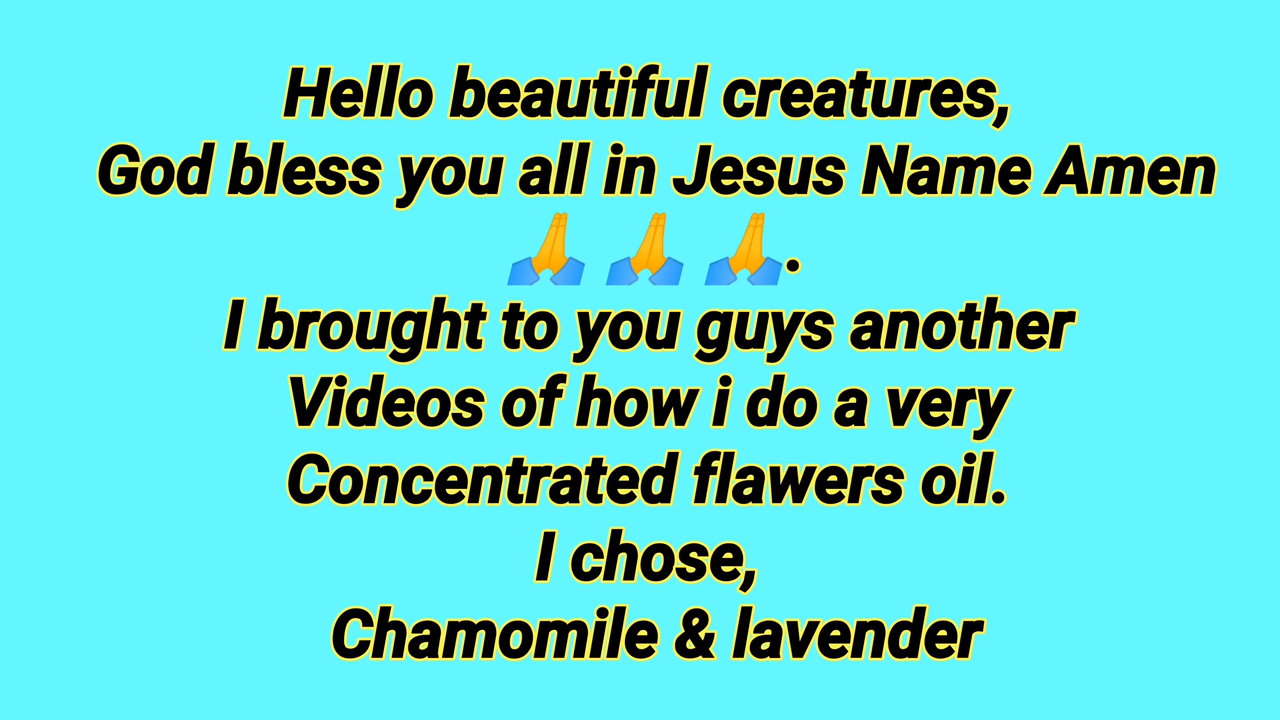 Hello beautiful creatures,
God bless you all in Jesus Name Amen
🙏 🙏 🙏.
I brought to you guys another
Videos of how i do a very
Concentrated flawers oil.
I chose,
Chamomile & lavender